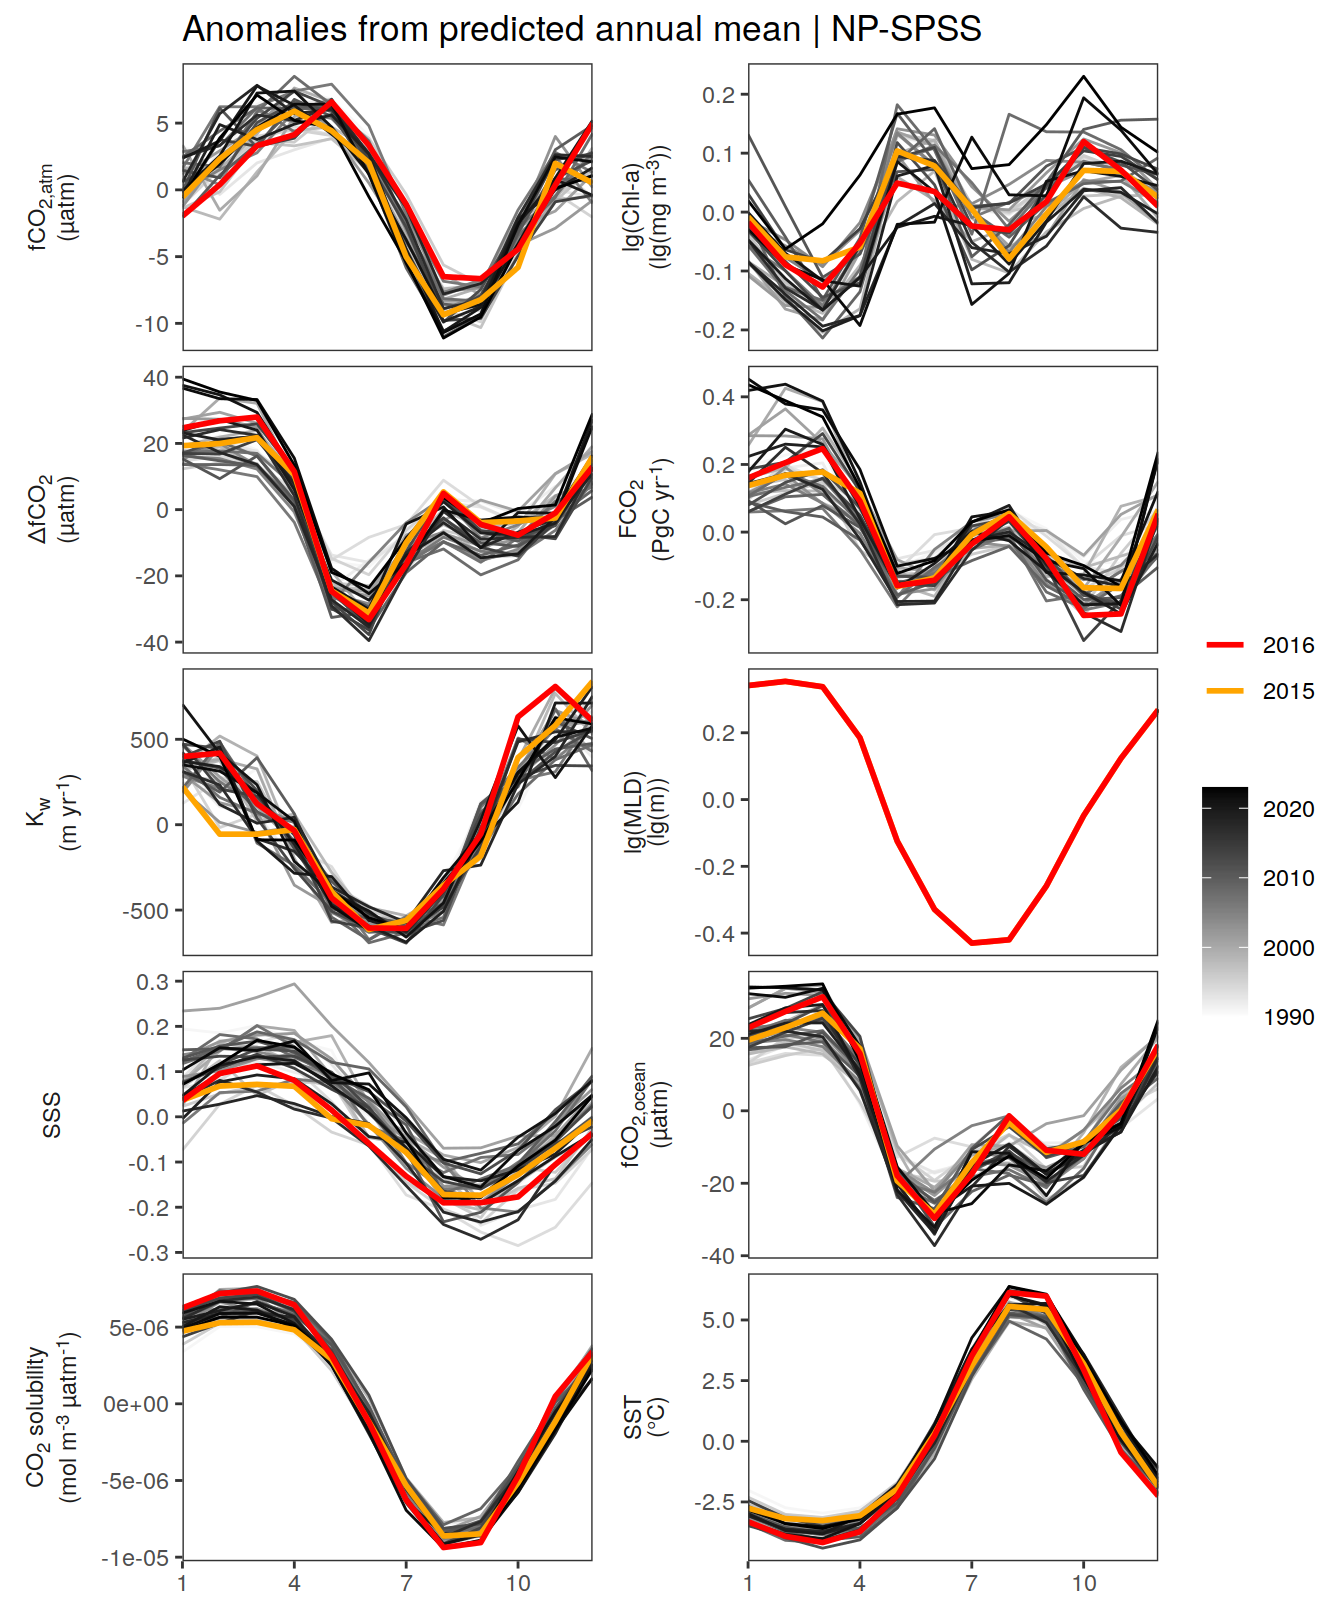 Anomalies from predicted annual mean | NP-SPSS
fCO2,atm
(µatm)
5
0
-5
-10
lg(Chl-a)
(lg(mg m-3))
0.2
0.1
0.0
-0.1
-0.2
ΔfCO2
(µatm)
40
20
0
-20
-40
FCO2
(PgC yr-1)
0.4
0.2
0.0
-0.2
Kw
(m yr-1)
500
0
-500
lg(MLD)
(lg(m))
0.2
0.0
-0.2
-0.4
SSS
0.3
0.2
0.1
0.0
-0.1
-0.2
-0.3
fCO2,ocean
(µatm)
20
0
-20
-40
CO2 solubility
(mol m-3 µatm-1)
5e-06
0e+00
-5e-06
-1e-05
1 4 7 10
SST
(°C)
5.0
2.5
0.0
-2.5
1 4 7 10
2016
2015
2020
2010
2000
1990